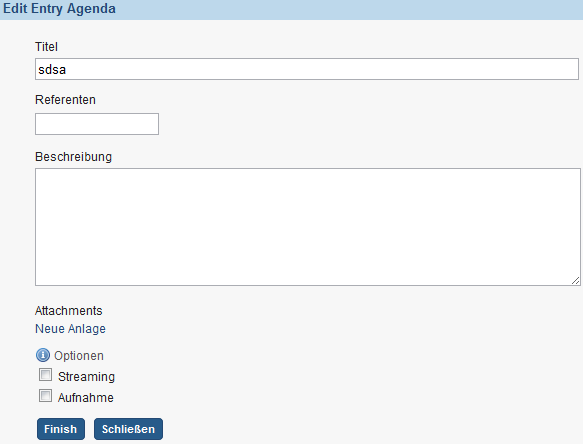 Edit Entry Agenda
Titel
sdsa
Referenten
Beschreibung
Attachments
Neue Anlage
Optionen
Streaming
Aufnahme
Finish Schließen